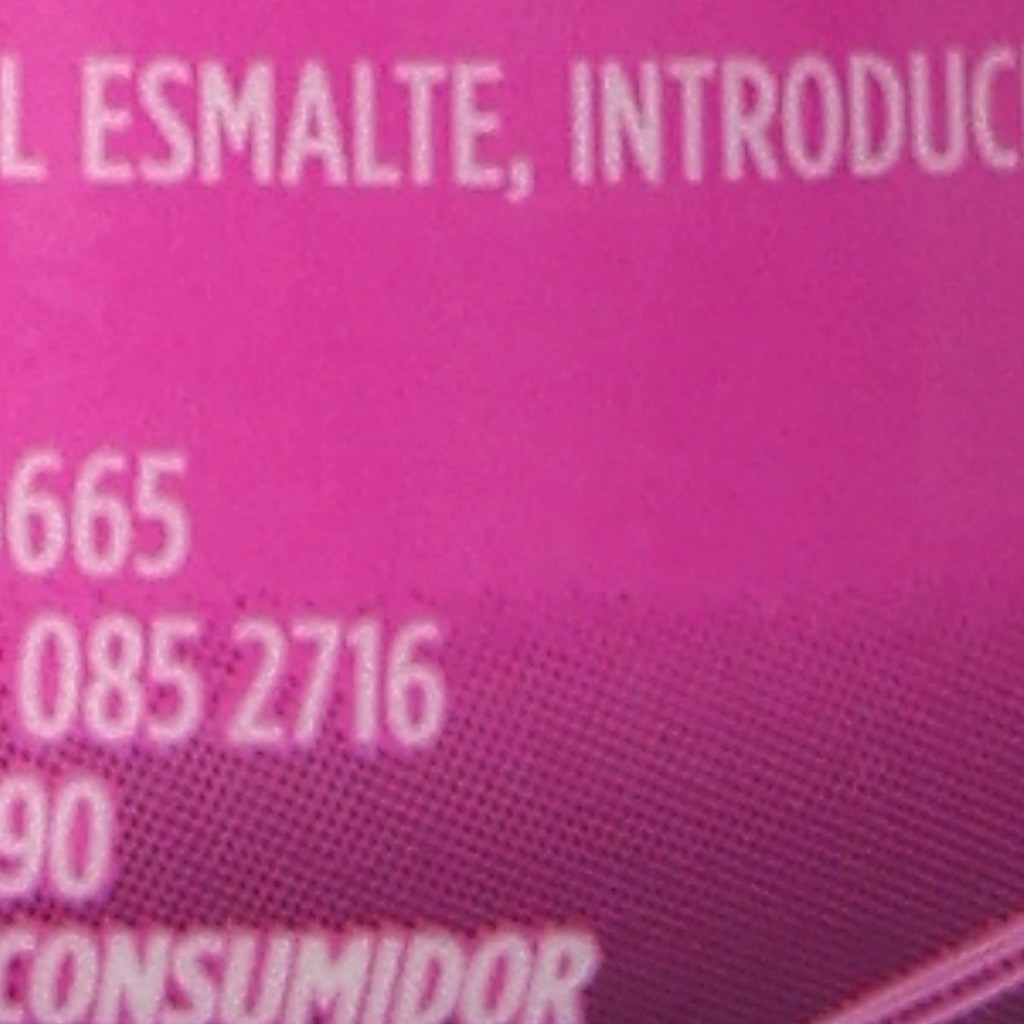 L ESMALTE, INTRODUC
665
085 2716
90
CONSUMIDOR